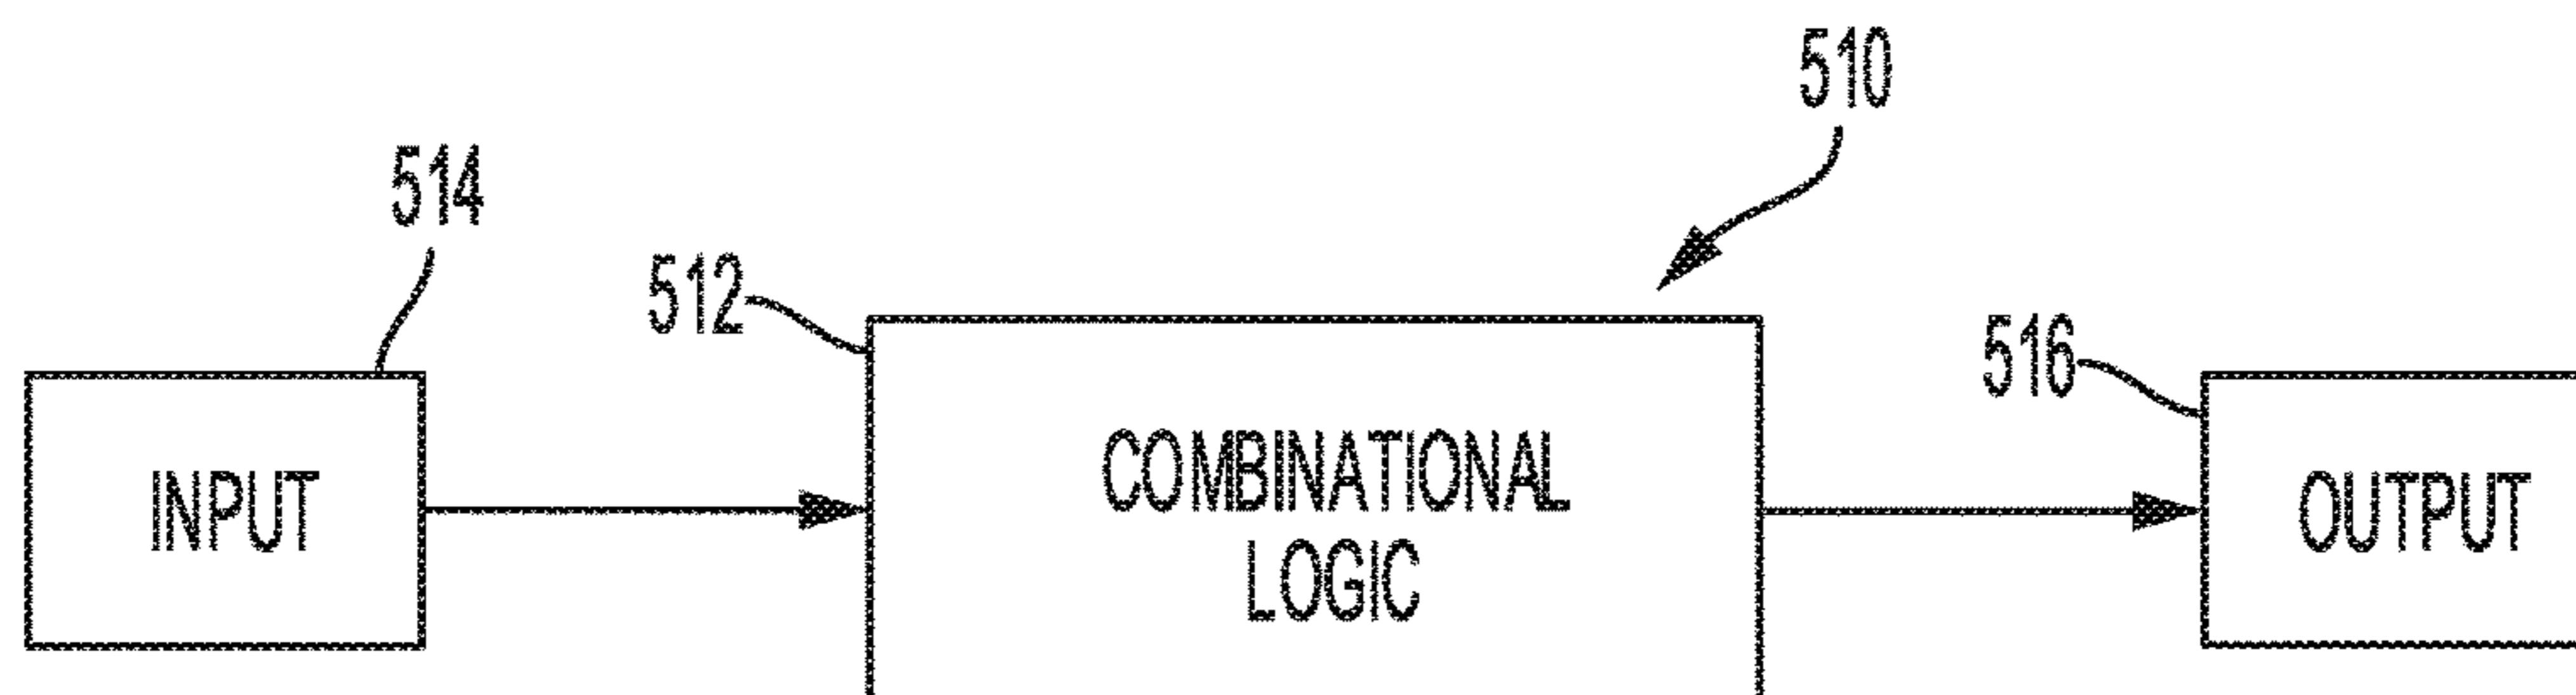 510
514
512
516
INPUT
COMBINATIONAL
LOGIC
OUTPUT